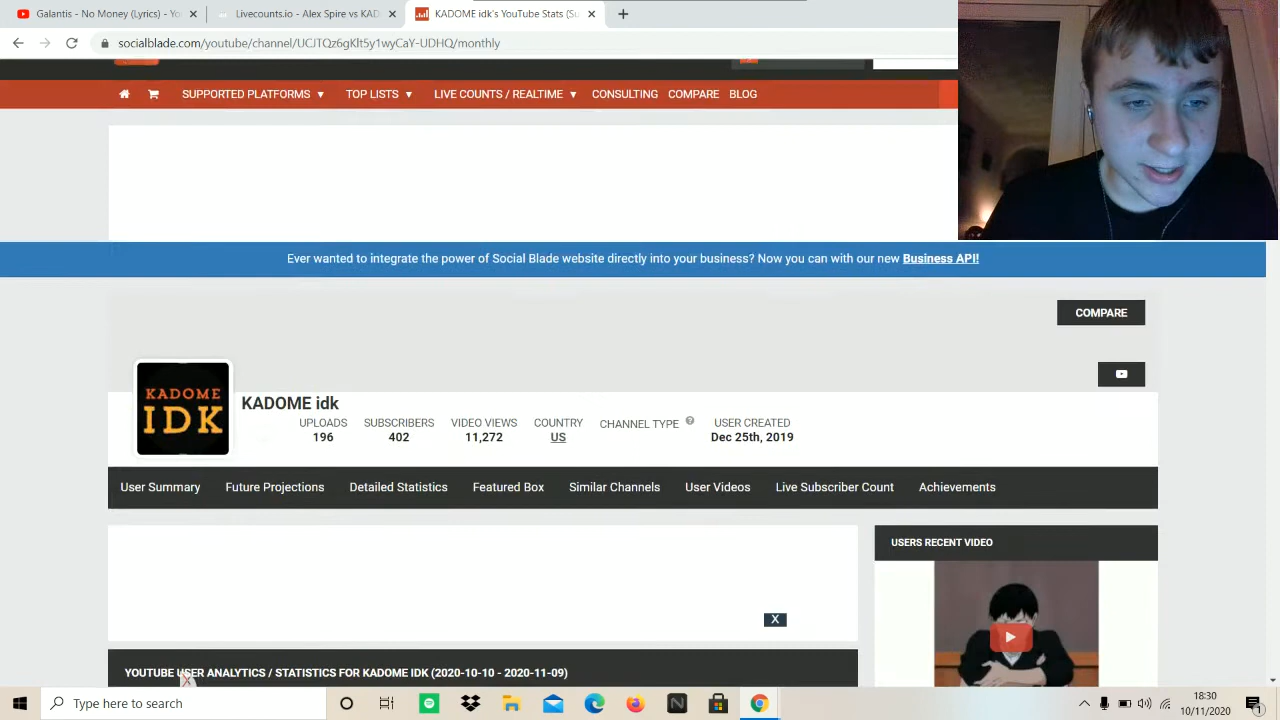 Galantis - No Money (Lyrics) - Yo
Livecounts.io - Alex Spire vs KAD
KADOME idk's YouTube Stats (Su
socialblade.com/youtube/channel/UCJTQz6gKlt5y1wyCaY-UDHQ/monthly
SUPPORTED PLATFORMS ▼ TOP LISTS ▼ LIVE COUNTS / REALTIME ▼ CONSULTING COMPARE BLOG
Ever wanted to integrate the power of Social Blade website directly into your business? Now you can with our new Business API!
COMPARE
KADOME
IDK
KADOME idk
UPLOADS SUBSCRIBERS VIDEO VIEWS COUNTRY CHANNEL TYPE ? USER CREATED
196 402 11,272 US Dec 25th, 2019
User Summary Future Projections Detailed Statistics Featured Box Similar Channels User Videos Live Subscriber Count Achievements
USERS RECENT VIDEO
X
YOUTUBE USER ANALYTICS / STATISTICS FOR KADOME IDK (2020-10-10 - 2020-11-09)
Type here to search
18:30
10/11/2020
1